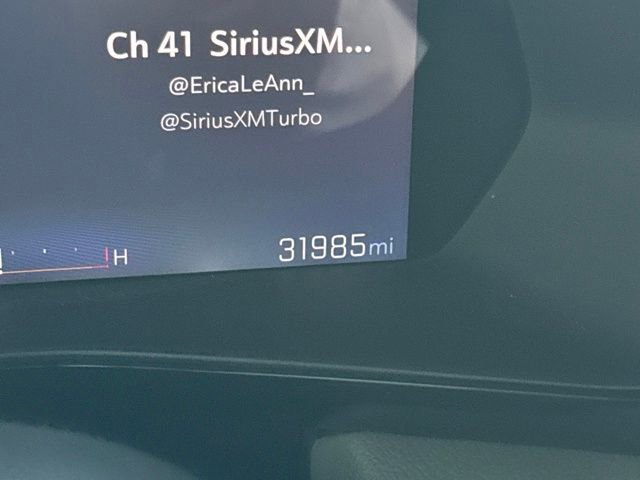 Ch 41 SiriusXM...
@EricaLeAnn_
@SiriusXMTurbo
H
31985mi